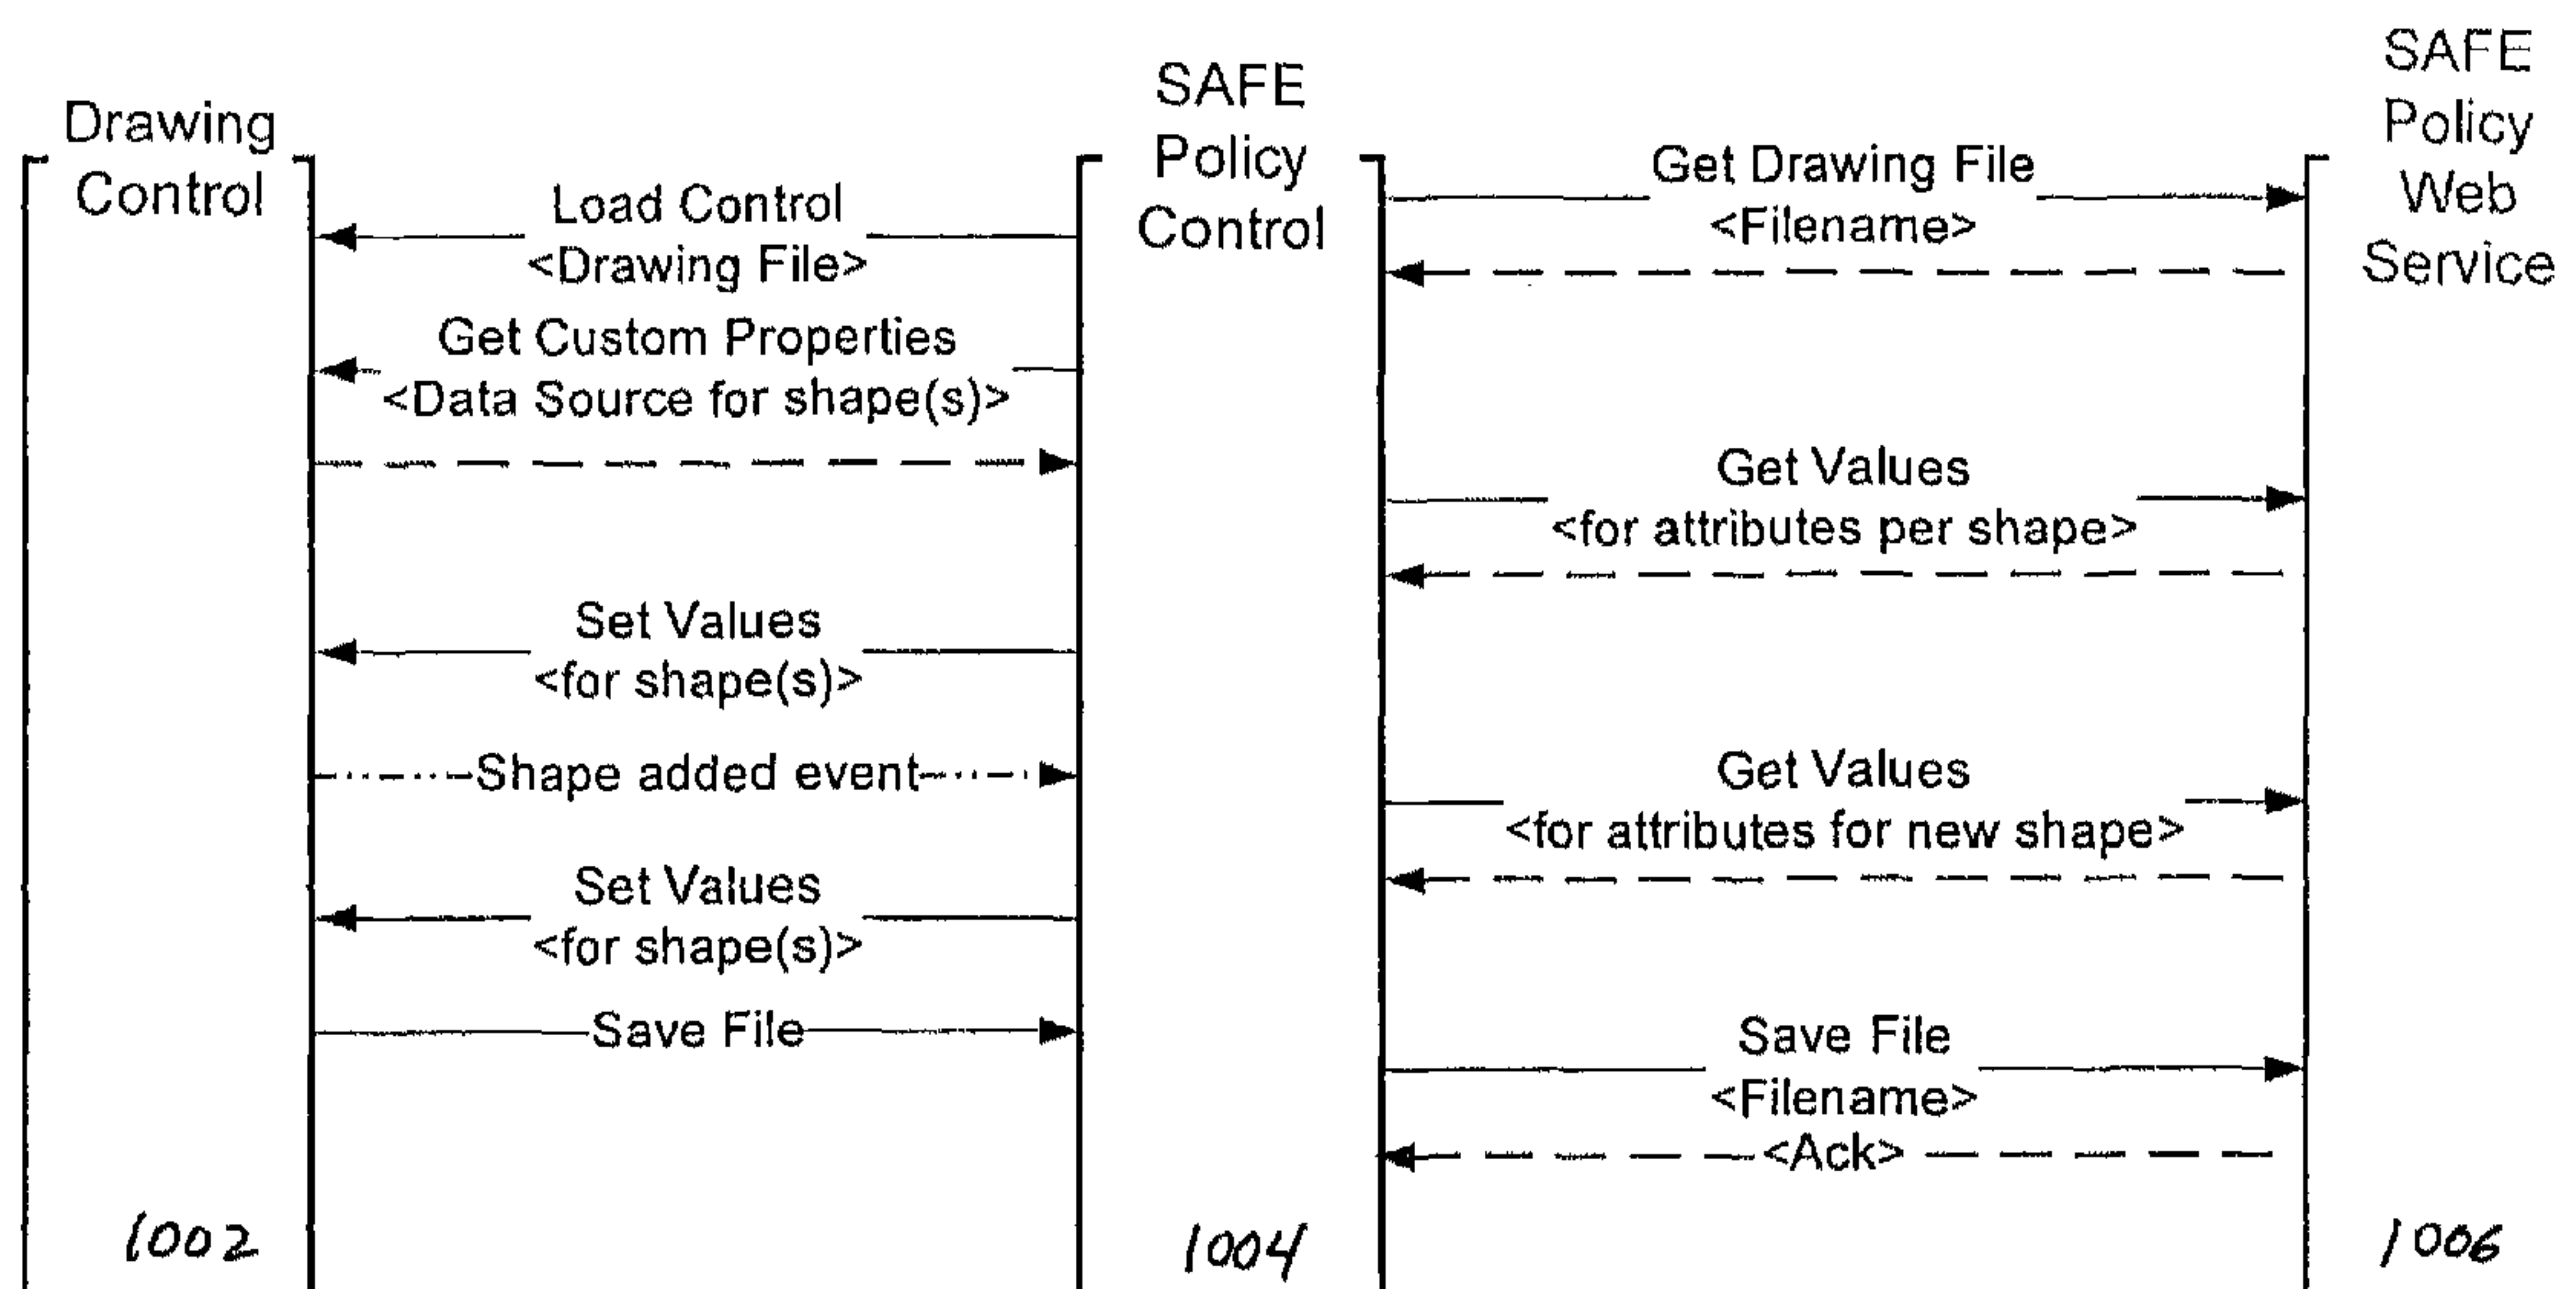 Drawing
Control
SAFE
Policy
Control
SAFE
Policy
Web
Service
Load Control
<Drawing File>
Get Drawing File
<Filename>
Get Custom Properties
<Data Source for shape(s)>
Get Values
<for attributes per shape>
Set Values
<for shape(s)>
Shape added event
Get Values
<for attributes for new shape>
Set Values
<for shape(s)>
Save File
Save File
<Filename>
<Ack>
1002
1004
1006